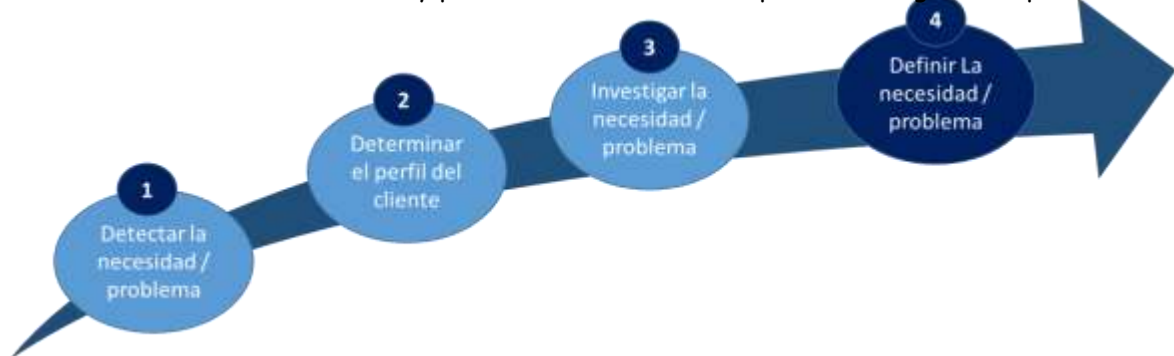 1
Detectar la
necesidad /
problema
2
Determinar
el perfil del
cliente
3
Investigar la
necesidad /
problema
4
Definir La
necesidad /
problema